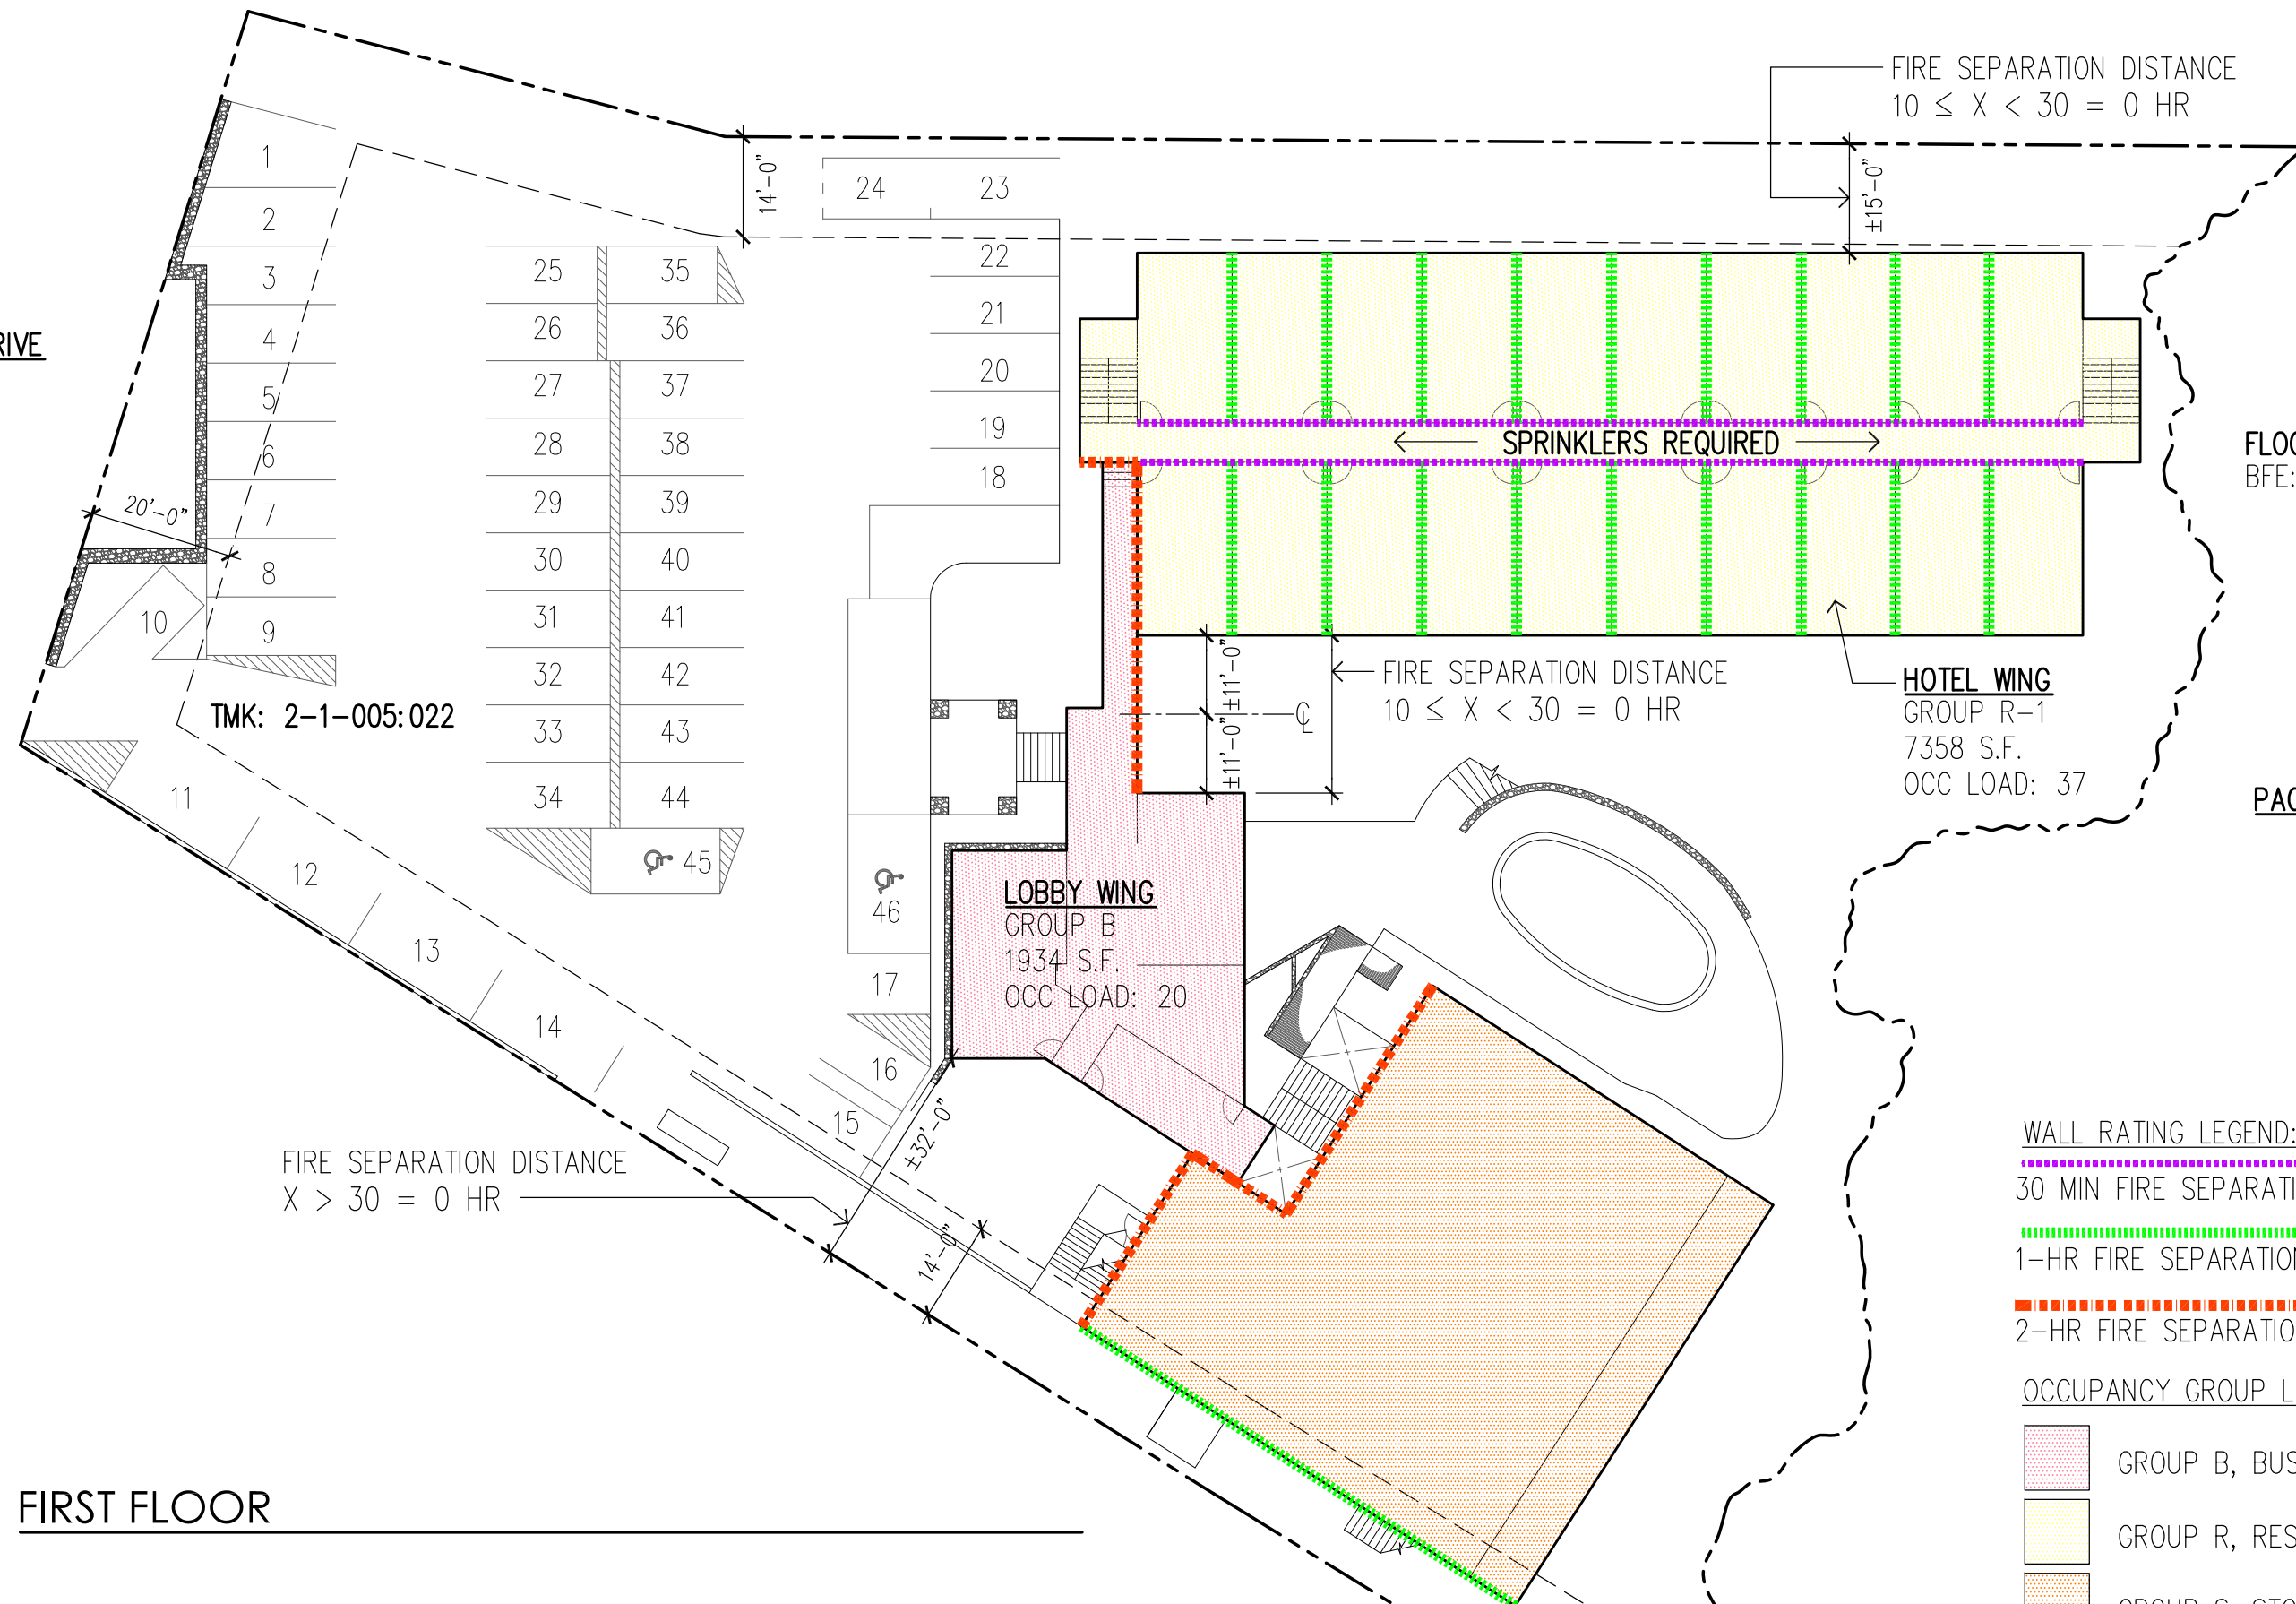 FIRE SEPARATION DISTANCE
10 ≤ X < 30 = 0 HR
14'-0"
±15'-0"
24
23
22
21
20
19
18
1
2
3
4
5
6
7
8
9
10
25
26
27
28
29
30
31
32
33
34
35
36
37
38
39
40
41
42
43
44
45
RIVE
20'-0"
TMK: 2-1-005:022
SPRINKLERS REQUIRED
±11'-0"
±11'-0"
FIRE SEPARATION DISTANCE
10 ≤ X < 30 = 0 HR
HOTEL WING
GROUP R-1
7358 S.F.
OCC LOAD: 37
FLOO
BFE:
PAC
11
12
13
14
15
16
17
46
LOBBY WING
GROUP B
1934 S.F.
OCC LOAD: 20
±32'-0"
14'-0"
FIRE SEPARATION DISTANCE
X > 30 = 0 HR
WALL RATING LEGEND:
30 MIN FIRE SEPARATI
1-HR FIRE SEPARATION
2-HR FIRE SEPARATIO
OCCUPANCY GROUP L
GROUP B, BUS
GROUP R, RES
FIRST FLOOR